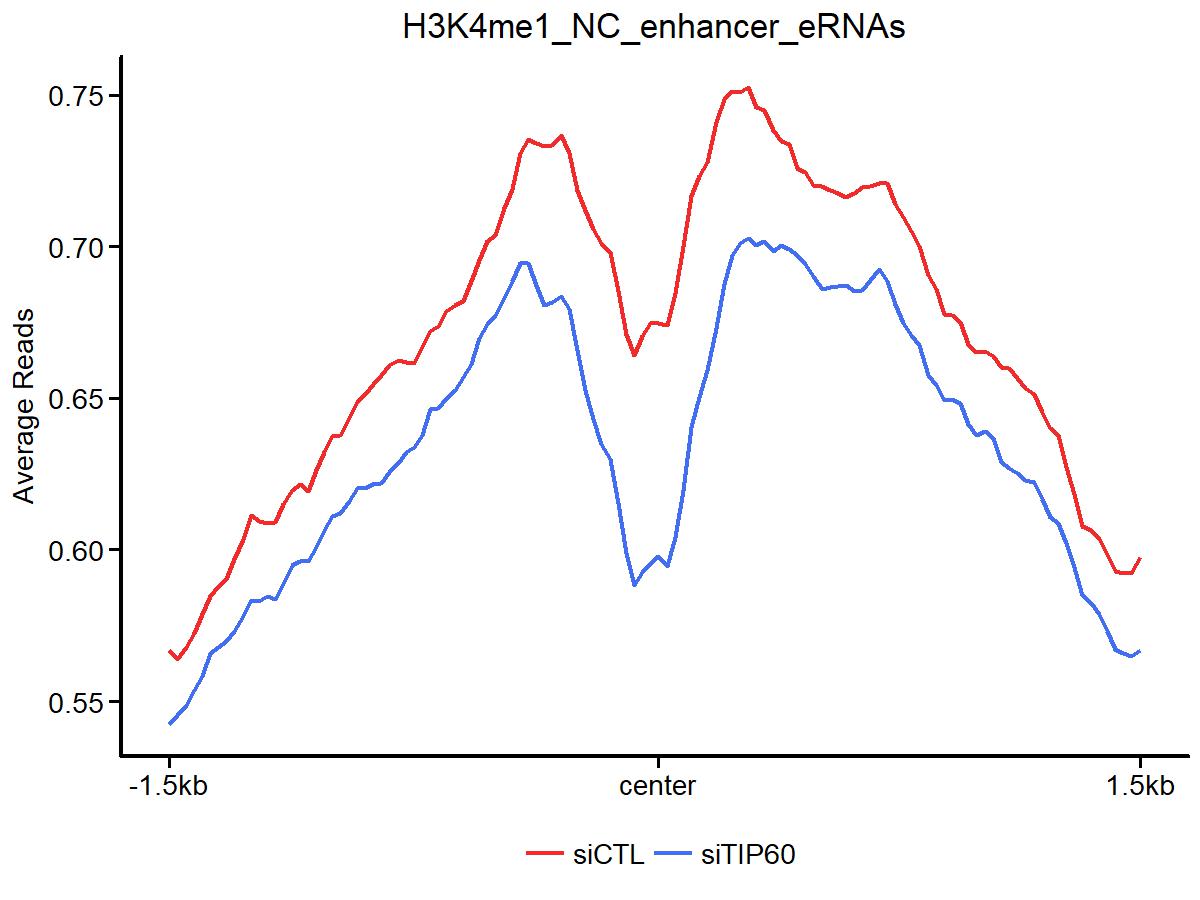 H3K4me1_NC_enhancer_eRNAs
0.75
0.70
0.65
0.60
0.55
Average Reads
-1.5kb center 1.5kb
siCTL siTIP60